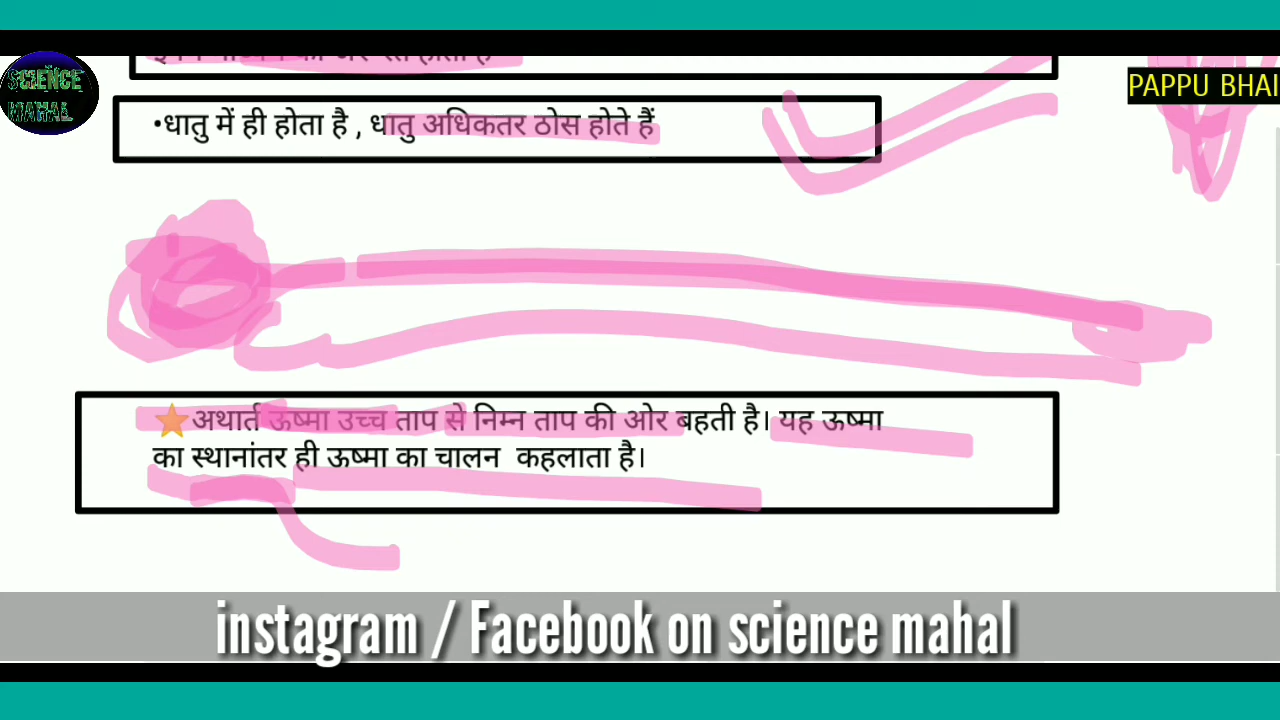 SCIENCE
MAHAL
PAPPU BHAI
•धातु में ही होता है , धातु अधिकतर ठोस होते हैं
अथार्त ऊष्मा उच्च ताप से निम्न ताप की ओर बहती है। यह ऊष्मा
का स्थानांतर ही ऊष्मा का चालन कहलाता है।
instagram / Facebook on science mahal